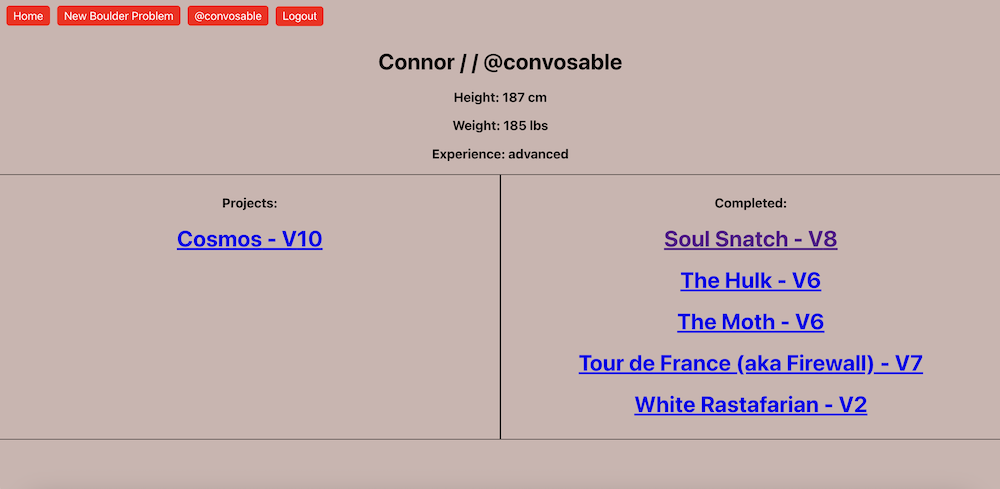 Home New Boulder Problem @convosable Logout
Connor / / @convosable
Height: 187 cm
Weight: 185 lbs
Experience: advanced
Projects:
Cosmos - V10
Completed:
Soul Snatch - V8
The Hulk - V6
The Moth - V6
Tour de France (aka Firewall) - V7
White Rastafarian - V2